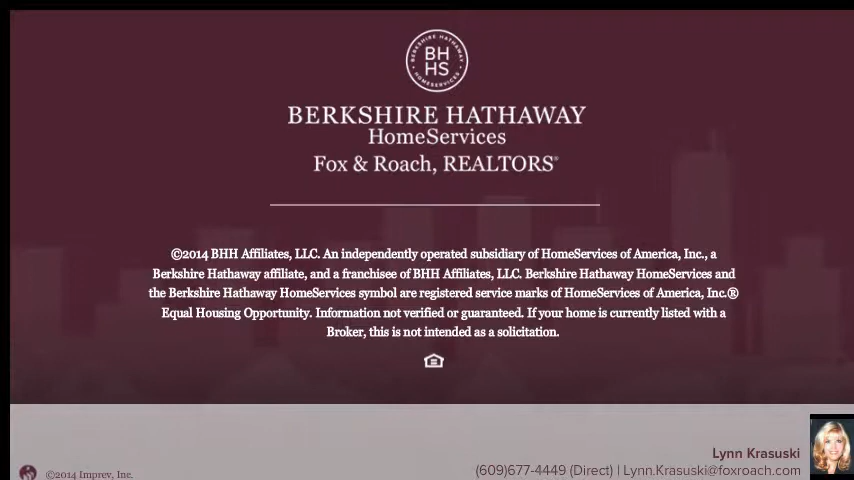 BERKSHIRE HATHAWAY
HOMESERVICES
BH
HS
BERKSHIRE HATHAWAY
HomeServices
Fox & Roach, REALTORS®
©2014 BHH Affiliates, LLC. An independently operated subsidiary of HomeServices of America, Inc., a
Berkshire Hathaway affiliate, and a franchisee of BHH Affiliates, LLC. Berkshire Hathaway HomeServices and
the Berkshire Hathaway HomeServices symbol are registered service marks of HomeServices of America, Inc.®
Equal Housing Opportunity. Information not verified or guaranteed. If your home is currently listed with a
Broker, this is not intended as a solicitation.
Lynn Krasuski
(609)677-4449 (Direct) | Lynn.Krasuski@foxroach.com
©2014 Imprev, Inc.